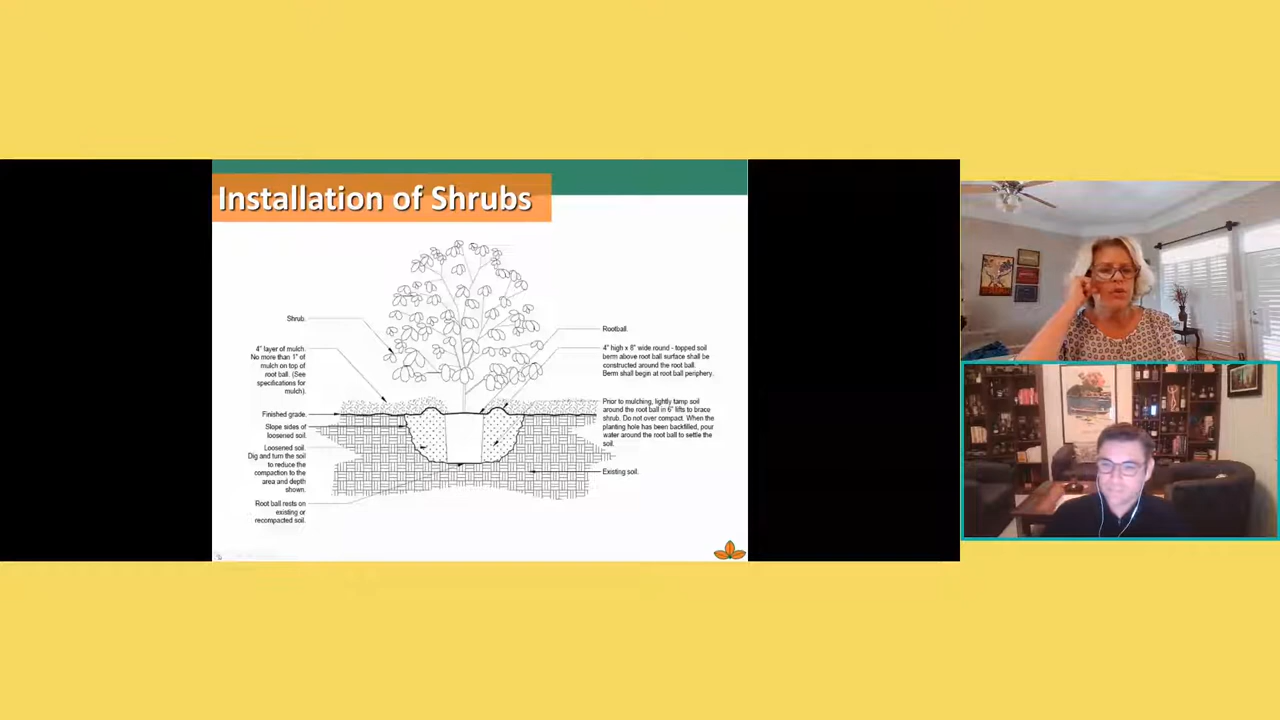 Installation of Shrubs
Shrub.
4" layer of mulch.
No more than 1" of
mulch on top of
root ball. (See
specifications for
mulch).
Finished grade.
Slope sides of
loosened soil.
Loosened soil.
Dig and turn the soil
to reduce the
compaction to the
area and depth
shown.
Root ball rests on
existing or
recompacted soil.
Rootball.
4" high x 8" wide round - topped soil
berm above root ball surface shall be
constructed around the root ball.
Berm shall begin at root ball periphery.
Prior to mulching, lightly tamp soil
around the root ball in 6" lifts to brace
shrub. Do not over compact. When the
planting hole has been backfilled, pour
water around the root ball to settle the
soil.
Existing soil.